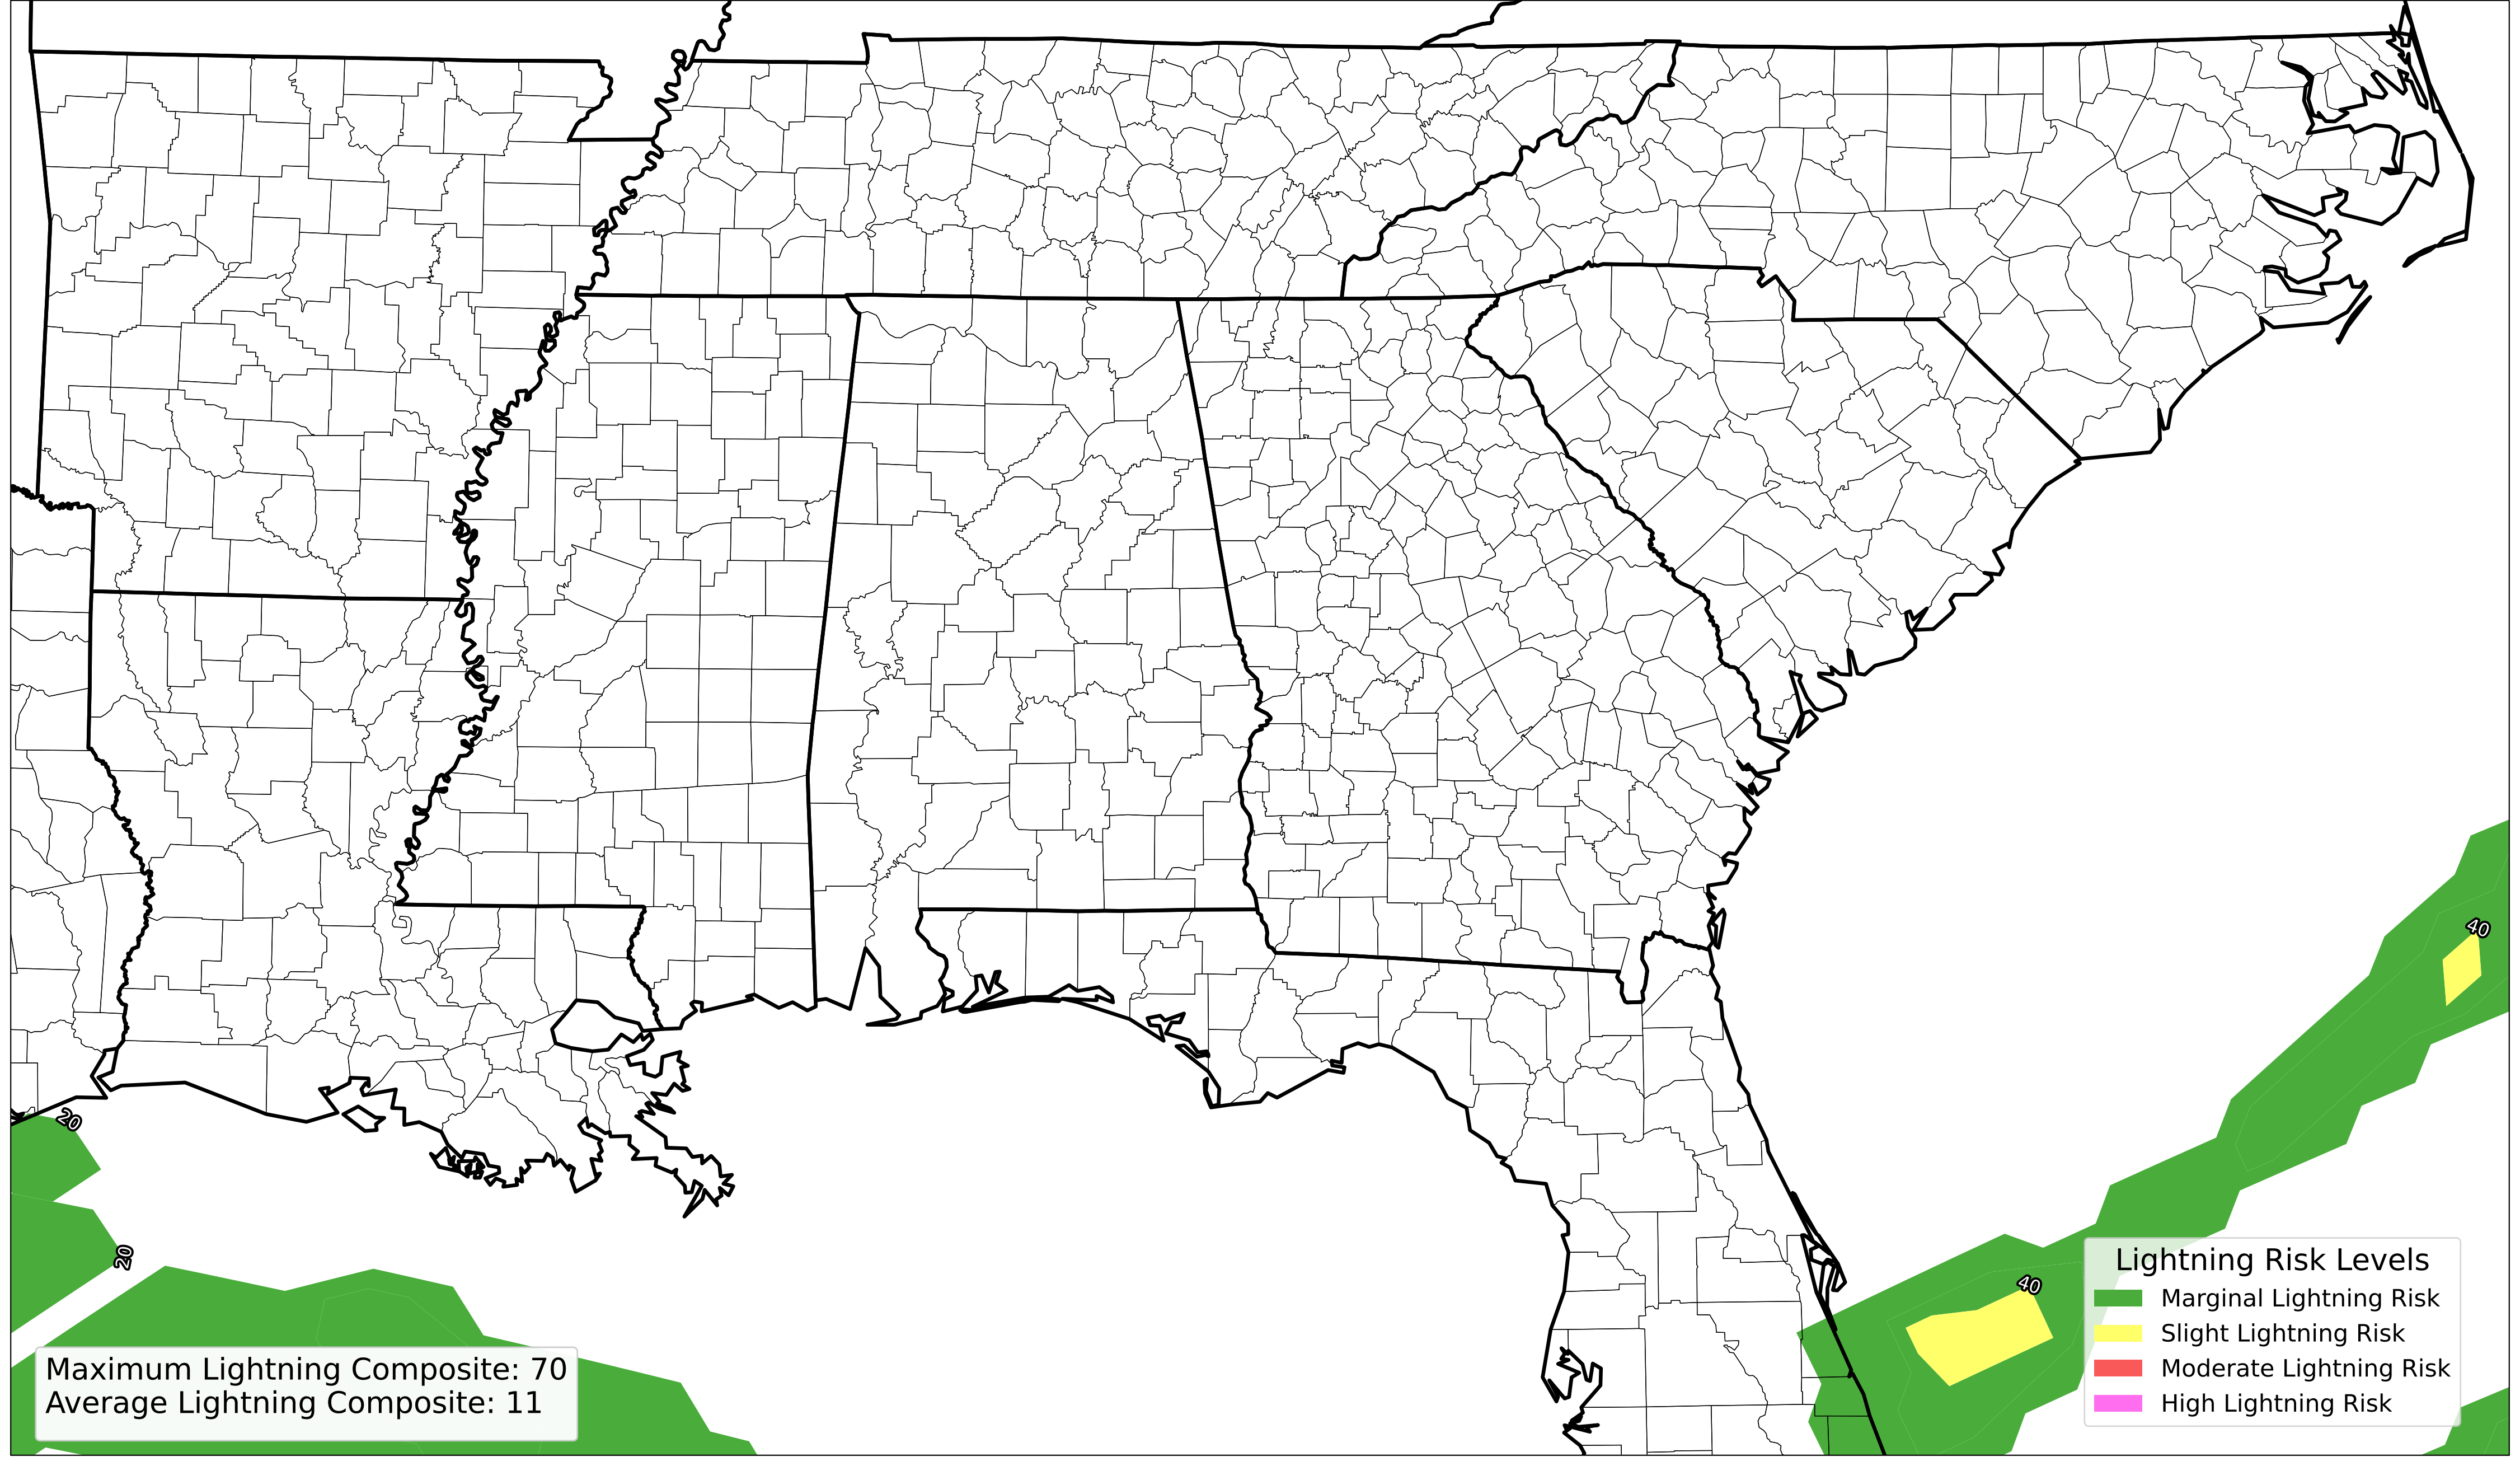 40
20
20
40
Lightning Risk Levels
Marginal Lightning Risk
Slight Lightning Risk
Moderate Lightning Risk
High Lightning Risk
Maximum Lightning Composite: 70
Average Lightning Composite: 11